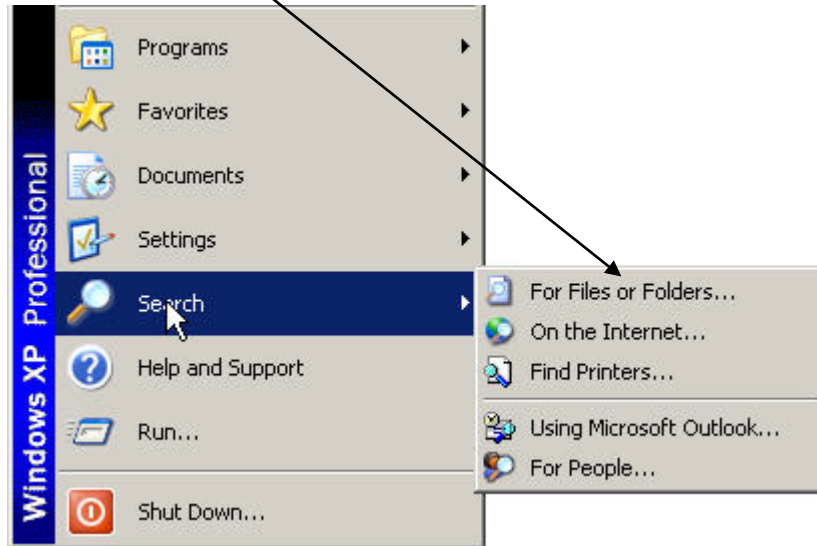 Windows XP Professional
Programs
Favorites
Documents
Settings
Search
Help and Support
Run...
Shut Down...
For Files or Folders...
On the Internet...
Find Printers...
Using Microsoft Outlook...
For People...